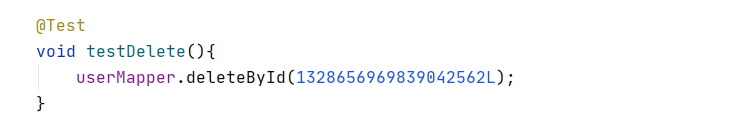 @Test
void testDelete(){
    userMapper.deleteById(1328656969839042562L);
}